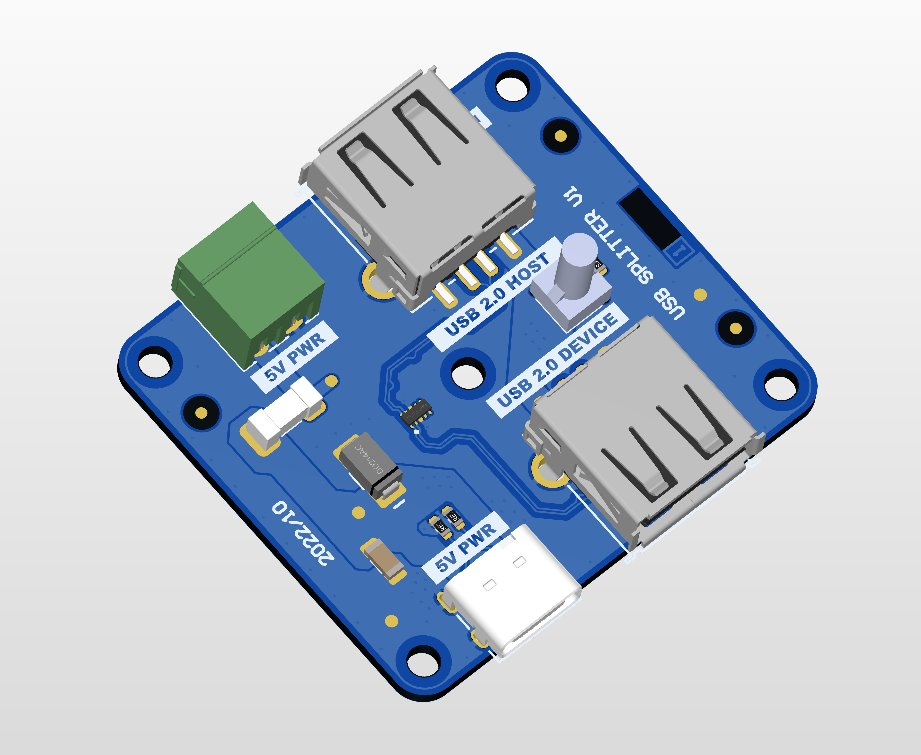 USB SPLITTER V1
USB 2.0 HOST
USB 2.0 DEVICE
5V PWR
5V PWR
2022/10